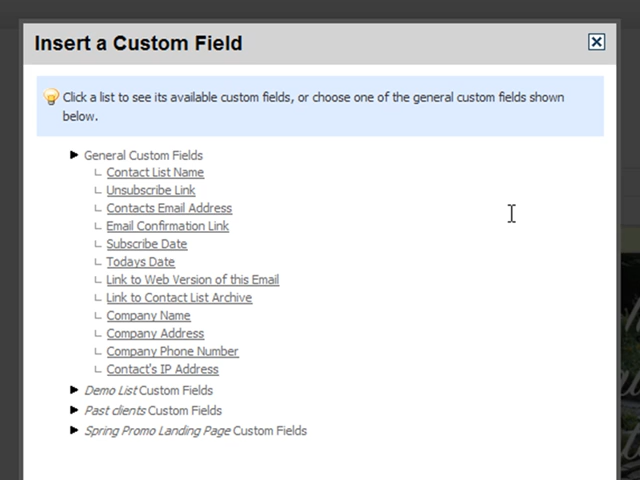 Insert a Custom Field
Click a list to see its available custom fields, or choose one of the general custom fields shown
below.
General Custom Fields
Contact List Name
Unsubscribe Link
Contacts Email Address
Email Confirmation Link
Subscribe Date
Todays Date
Link to Web Version of this Email
Link to Contact List Archive
Company Name
Company Address
Company Phone Number
Contact's IP Address
Demo List Custom Fields
Past clients Custom Fields
Spring Promo Landing Page Custom Fields